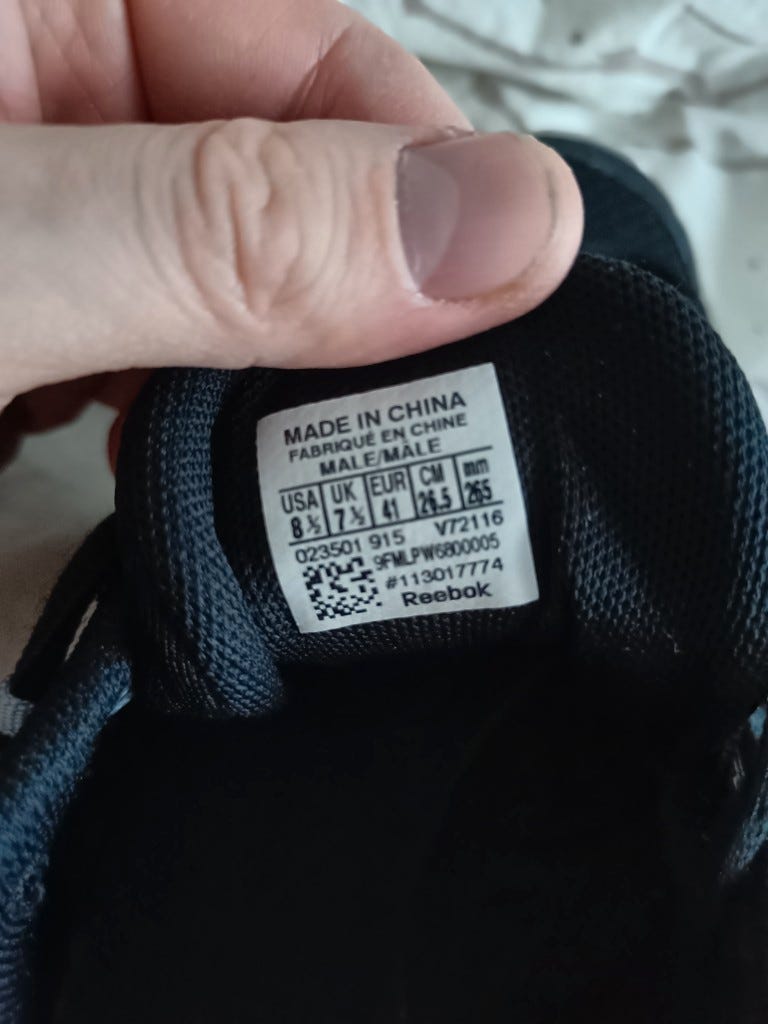 MADE IN CHINA
FABRIQUÉ EN CHINE
MALE/MÂLE
USA UK EUR CM mm
8 ½ 7 ½ 41 26.5 265
023501 915 V72116
9FMLPW6800005
#113017774
Reebok